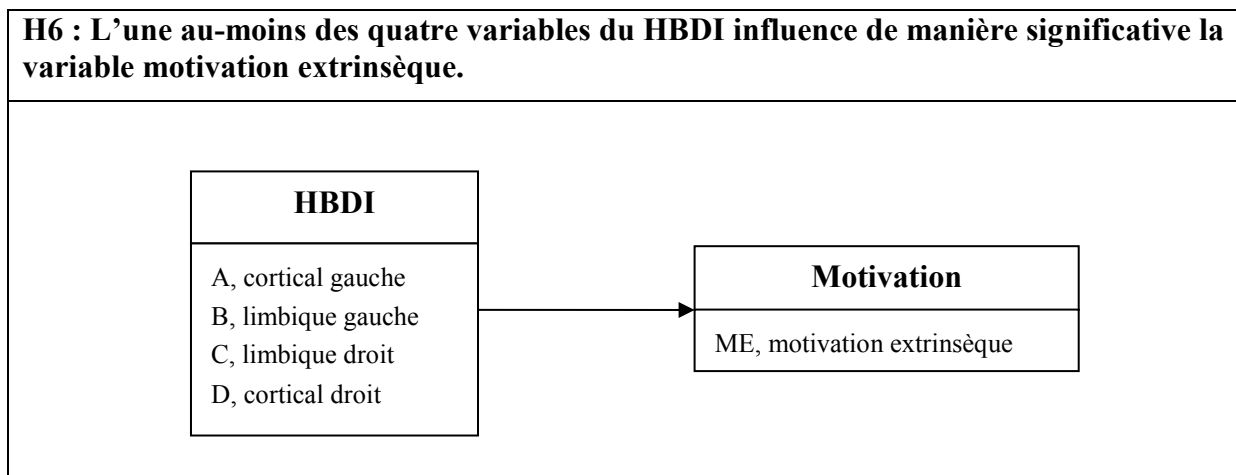 H6 : L’une au-moins des quatre variables du HBDI influence de manière significative la
variable motivation extrinsèque.
HBDI
A, cortical gauche
B, limbique gauche
C, limbique droit
D, cortical droit
Motivation
ME, motivation extrinsèque